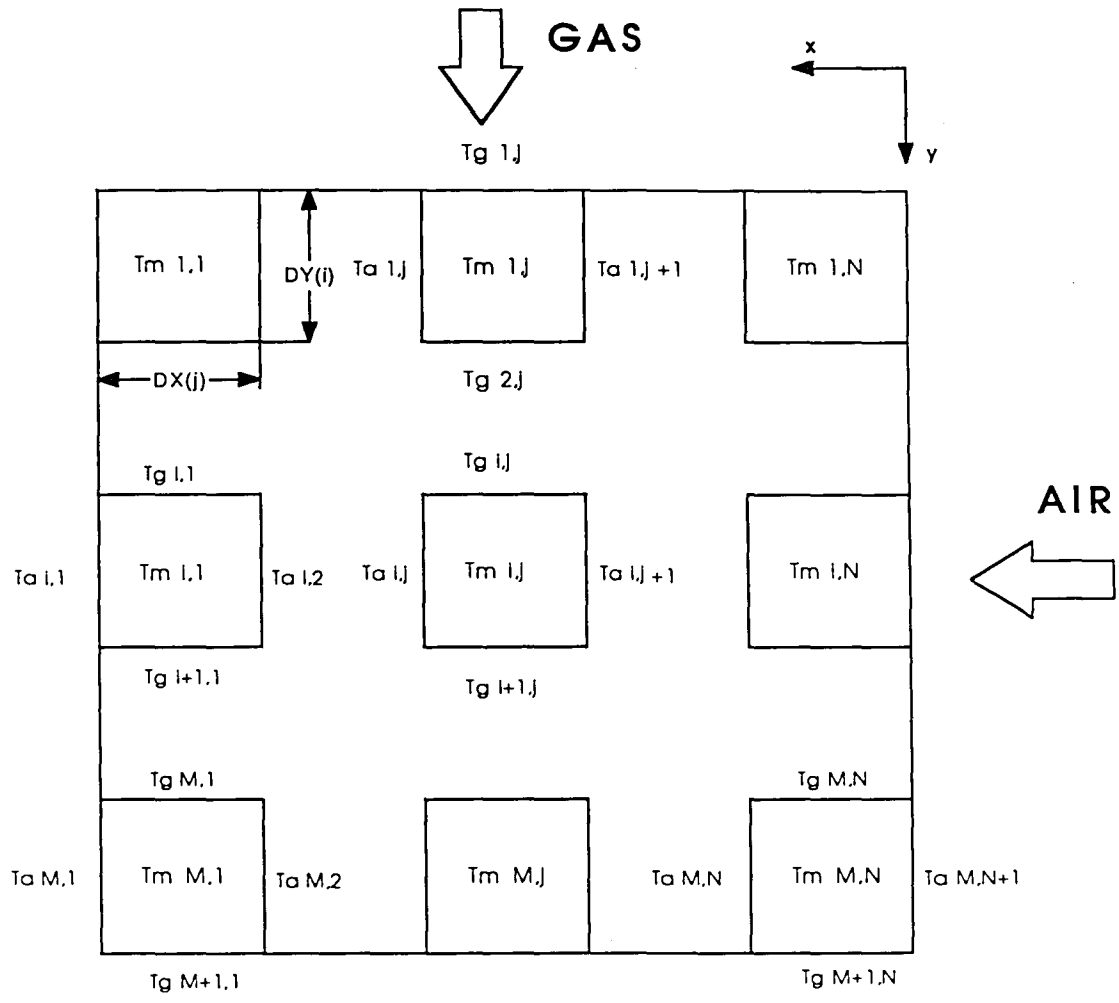 GAS
x
y
Tg 1,j
Tm 1,1
DY(i)
Ta 1,j
Tm 1,j
Ta 1,j+1
Tm 1,N
DX(j)
Tg 2,j
Tg i,1
Tg i,j
AIR
Ta i,1
Tm i,1
Ta i,2
Ta i,j
Tm i,j
Ta i,j+1
Tm i,N
Tg i+1,1
Tg i+1,j
Tg M,1
Tg M,N
Ta M,1
Tm M,1
Ta M,2
Tm M,j
Ta M,N
Tm M,N
Ta M,N+1
Tg M+1,1
Tg M+1,N